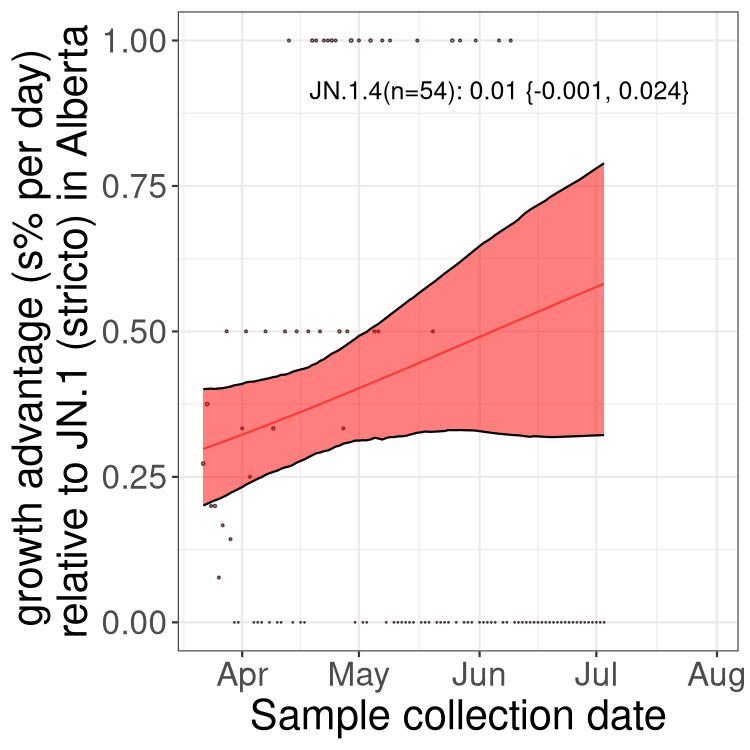 growth advantage (s% per day)
relative to JN.1 (stricto) in Alberta
1.00
JN.1.4(n=54): 0.01 {-0.001, 0.024}
0.75
0.50
0.25
0.00
Apr May Jun Jul Aug
Sample collection date